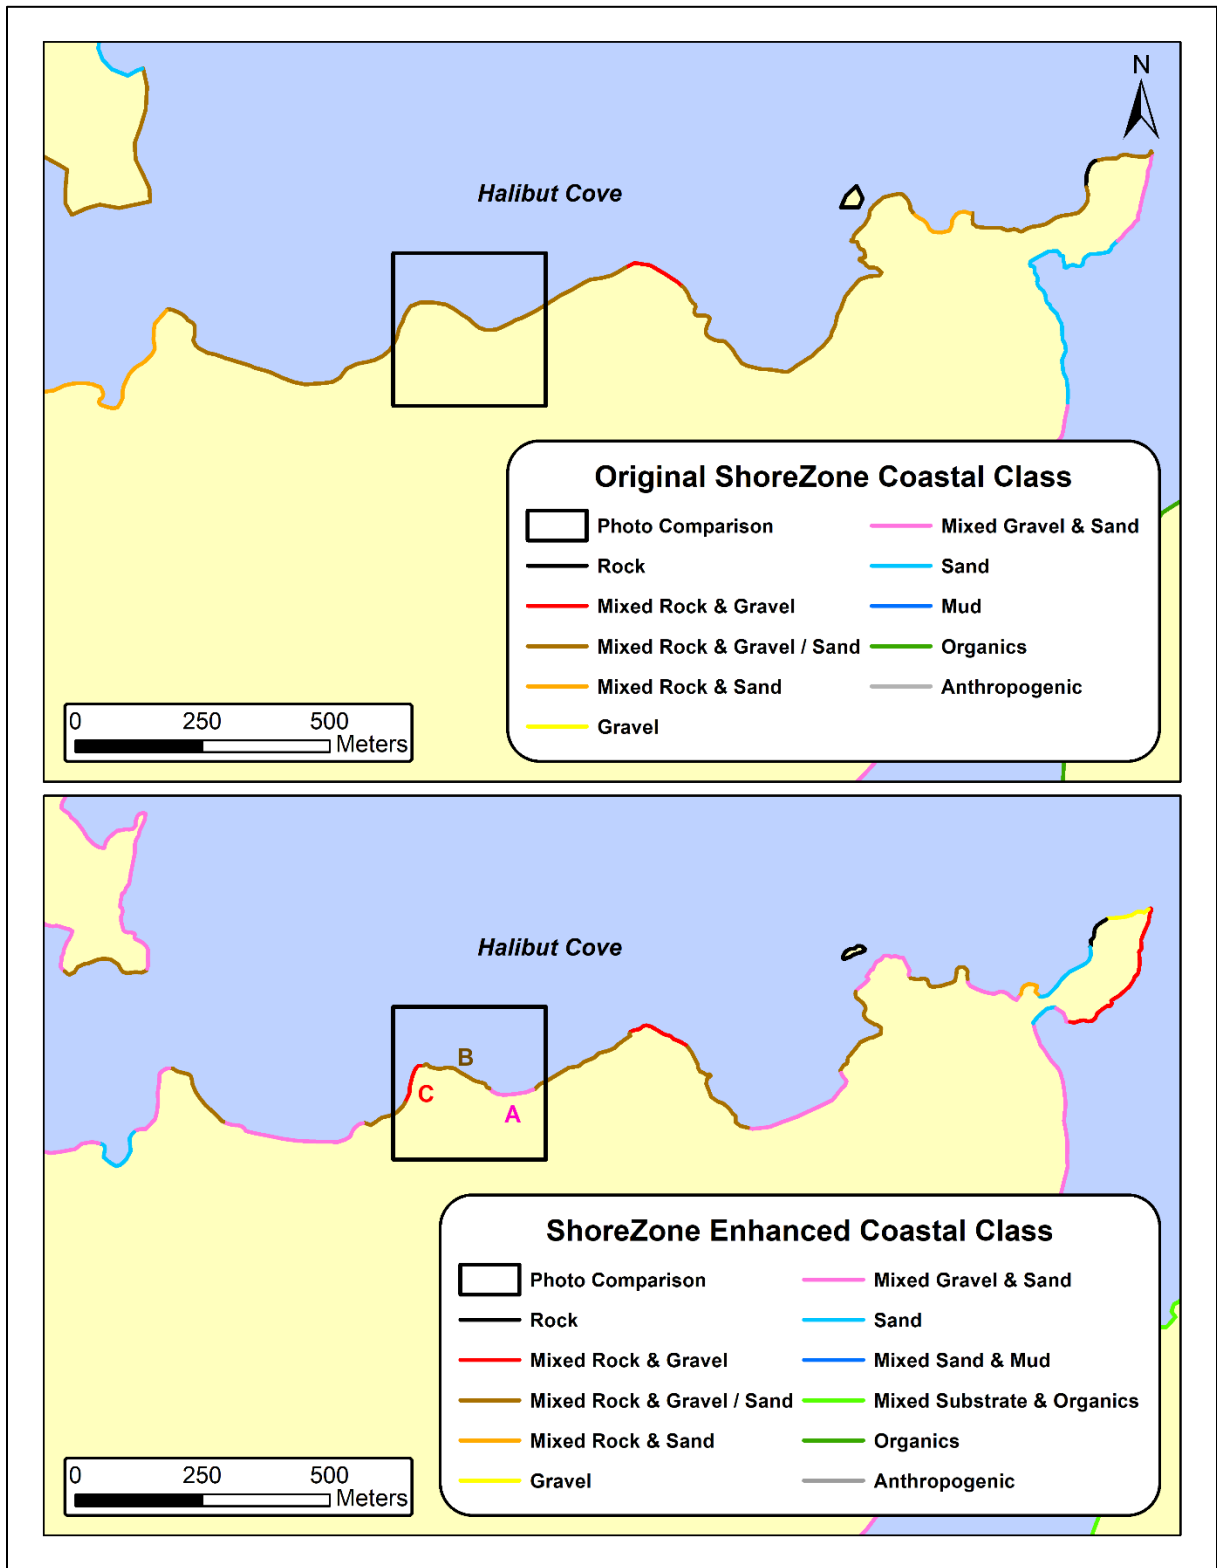 N
Halibut Cove
Original ShoreZone Coastal Class
Photo Comparison
Rock
Mixed Rock & Gravel
Mixed Rock & Gravel / Sand
Mixed Rock & Sand
Gravel
Mixed Gravel & Sand
Sand
Mud
Organics
Anthropogenic
0 250 500
Meters
Halibut Cove
B
C
A
ShoreZone Enhanced Coastal Class
Photo Comparison
Rock
Mixed Rock & Gravel
Mixed Rock & Gravel / Sand
Mixed Rock & Sand
Gravel
Mixed Gravel & Sand
Sand
Mixed Sand & Mud
Mixed Substrate & Organics
Organics
Anthropogenic
0 250 500
Meters